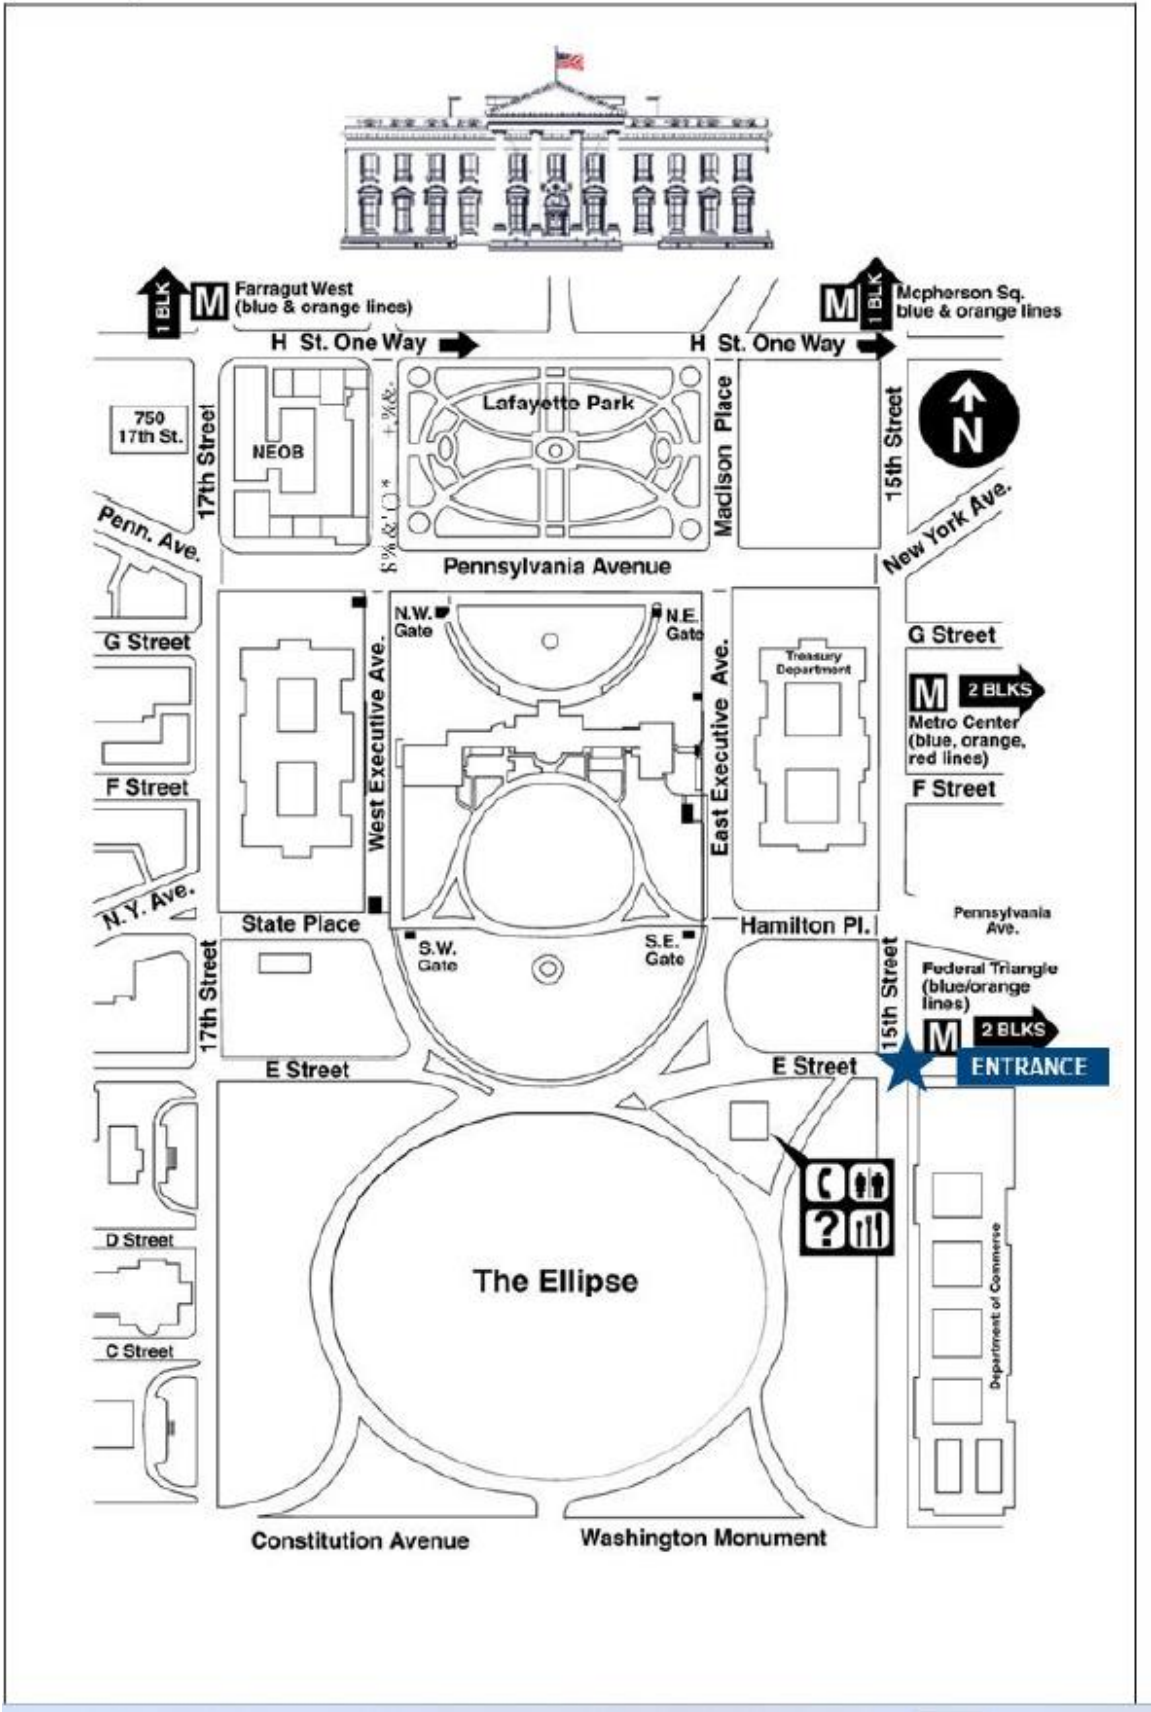 1 BLK
M
Farragut West
(blue & orange lines)
M
1 BLK
Mcpherson Sq.
blue & orange lines
H St. One Way
H St. One Way
750
17th St.
17th Street
NEOB
+,%&.
$%&'()*
Lafayette Park
Madison Place
15th Street
N
Penn. Ave.
New York Ave.
Pennsylvania Avenue
N.W.
Gate
N.E.
Gate
G Street
G Street
West Executive Ave.
East Executive Ave.
Treasury
Department
M
2 BLKS
Metro Center
(blue, orange,
red lines)
F Street
F Street
N.Y. Ave.
State Place
Hamilton Pl.
Pennsylvania
Ave.
17th Street
S.W.
Gate
S.E.
Gate
15th Street
Federal Triangle
(blue/orange
lines)
M
2 BLKS
E Street
E Street
ENTRANCE
?
D Street
The Ellipse
Department of Commerce
C Street
Constitution Avenue
Washington Monument